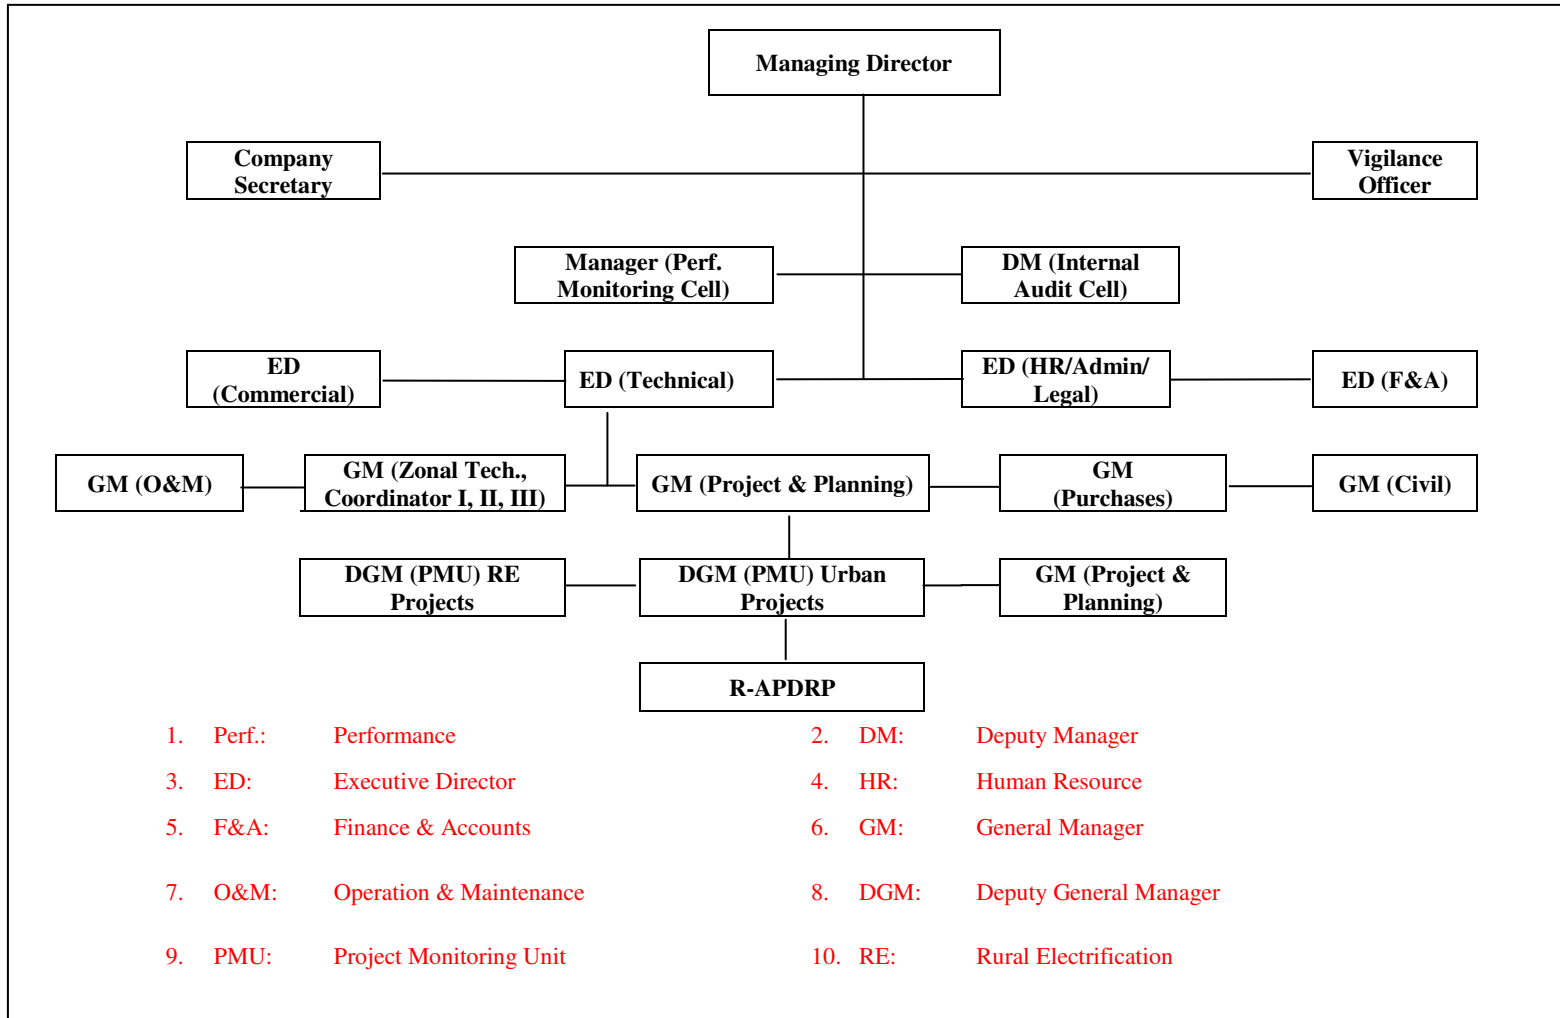 Managing Director
Company
Secretary
Vigilance
Officer
Manager (Perf.
Monitoring Cell)
DM (Internal
Audit Cell)
ED
(Commercial)
ED (Technical)
ED (HR/Admin/
Legal)
ED (F&A)
GM (O&M)
GM (Zonal Tech.,
Coordinator I, II, III)
GM (Project & Planning)
GM
(Purchases)
GM (Civil)
DGM (PMU) RE
Projects
DGM (PMU) Urban
Projects
GM (Project &
Planning)
R-APDRP
1. Perf.: Performance 2. DM: Deputy Manager
3. ED: Executive Director 4. HR: Human Resource
5. F&A: Finance & Accounts 6. GM: General Manager
7. O&M: Operation & Maintenance 8. DGM: Deputy General Manager
9. PMU: Project Monitoring Unit 10. RE: Rural Electrification